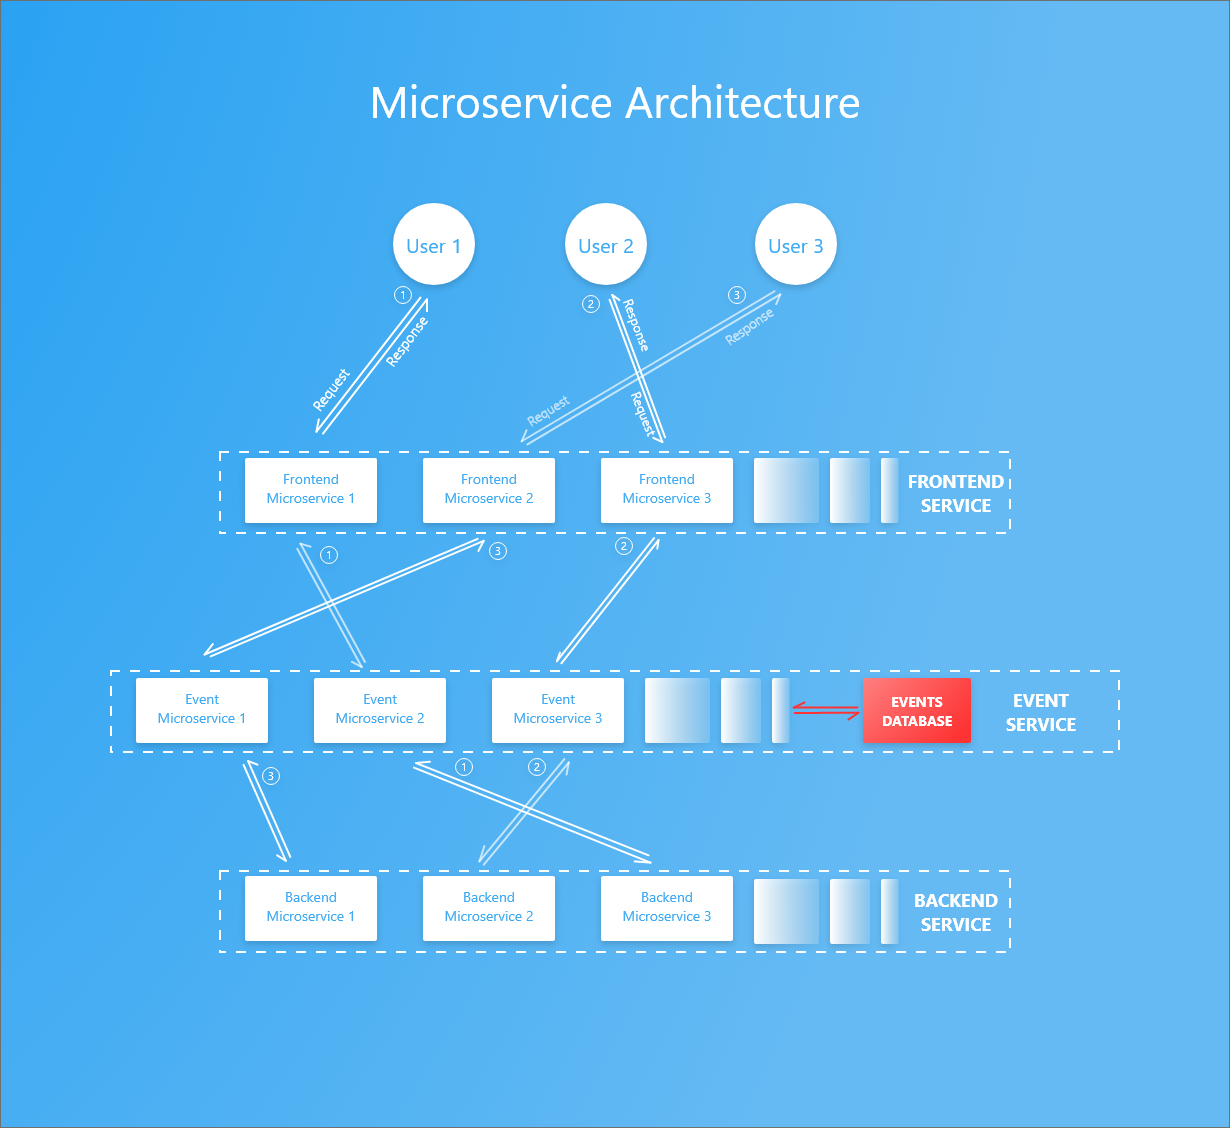 Microservice Architecture
User 1
User 2
User 3
1
2
3
Request
Response
Response
Request
Request
Response
Frontend
Microservice 1
Frontend
Microservice 2
Frontend
Microservice 3
FRONTEND
SERVICE
1
3
2
Event
Microservice 1
Event
Microservice 2
Event
Microservice 3
EVENTS
DATABASE
EVENT
SERVICE
3
1
2
Backend
Microservice 1
Backend
Microservice 2
Backend
Microservice 3
BACKEND
SERVICE